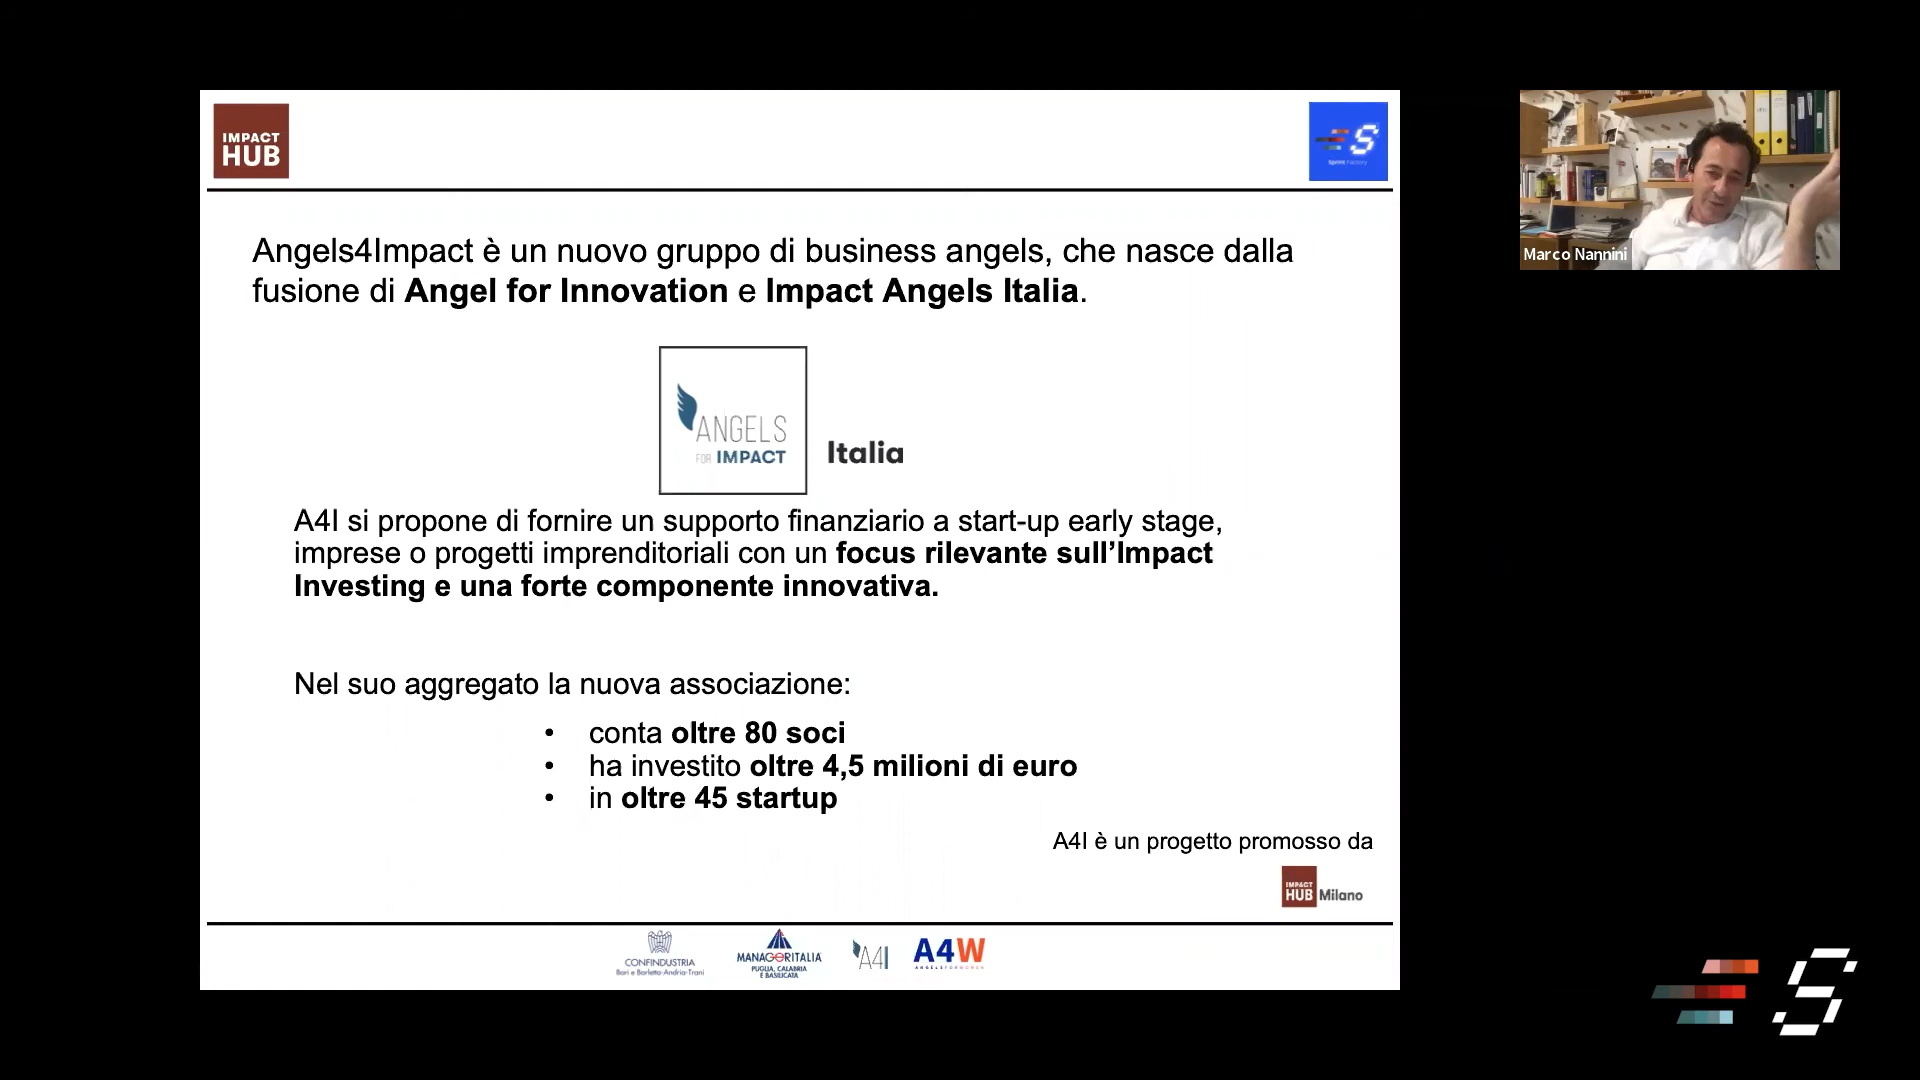 IMPACT
HUB
Sprint Factory
Angels4Impact è un nuovo gruppo di business angels, che nasce dalla
fusione di Angel for Innovation e Impact Angels Italia.
ANGELS
FOR IMPACT
Italia
A4I si propone di fornire un supporto finanziario a start-up early stage,
imprese o progetti imprenditoriali con un focus rilevante sull’Impact
Investing e una forte componente innovativa.
Nel suo aggregato la nuova associazione:
• conta oltre 80 soci
• ha investito oltre 4,5 milioni di euro
• in oltre 45 startup
A4I è un progetto promosso da
IMPACT
HUB Milano
CONFINDUSTRIA
Bari e Barletta-Andria-Trani
MANAGERITALIA
PUGLIA, CALABRIA
E BASILICATA
A4I
A4W
ANGELSFORWOMEN
Marco Nannini
S